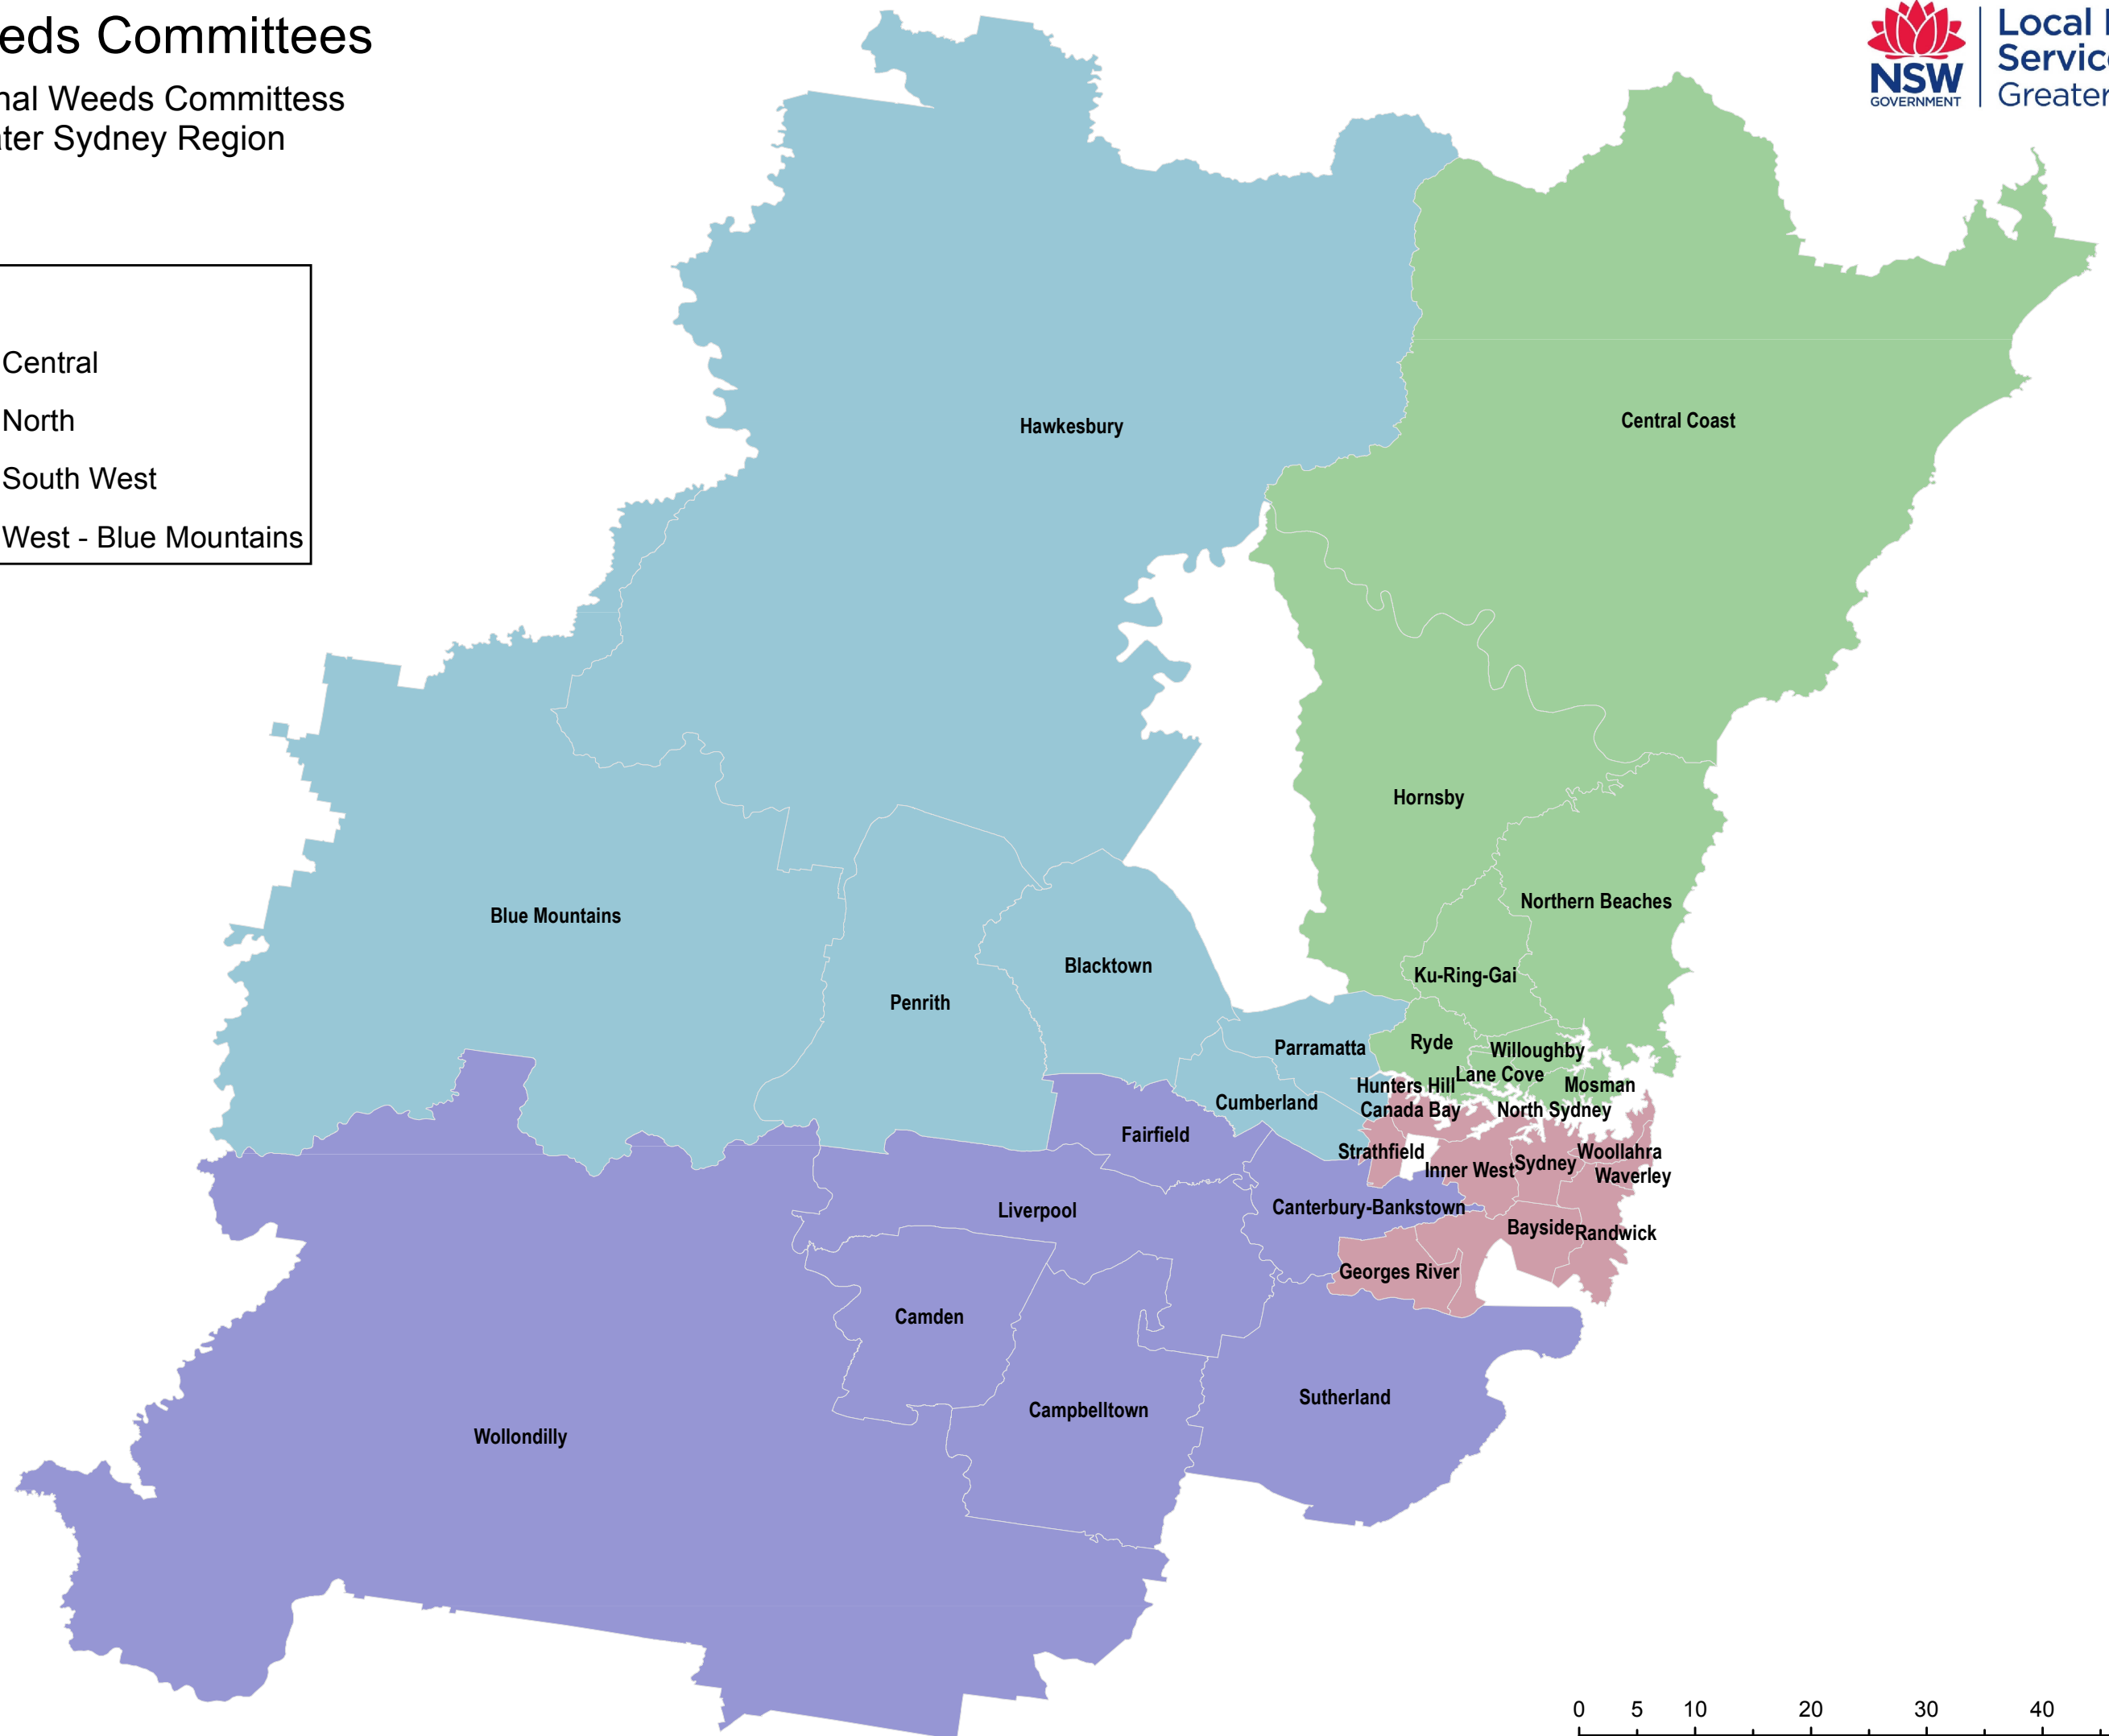 eds Committees
nal Weeds Committess
ater Sydney Region
NSW
GOVERNMENT
Local
Servic
Greater
Central
North
South West
West - Blue Mountains
Hawkesbury
Central Coast
Hornsby
Northern Beaches
Blue Mountains
Blacktown
Ku-Ring-Gai
Penrith
Ryde
Parramatta
Willoughby
Lane Cove
Hunters Hill
Mosman
Cumberland
Canada Bay
North Sydney
Fairfield
Strathfield
Woollahra
Inner West
Sydney
Waverley
Canterbury-Bankstown
Liverpool
Bayside
Randwick
Georges River
Camden
Sutherland
Campbelltown
Wollondilly
0 5 10 20 30 40